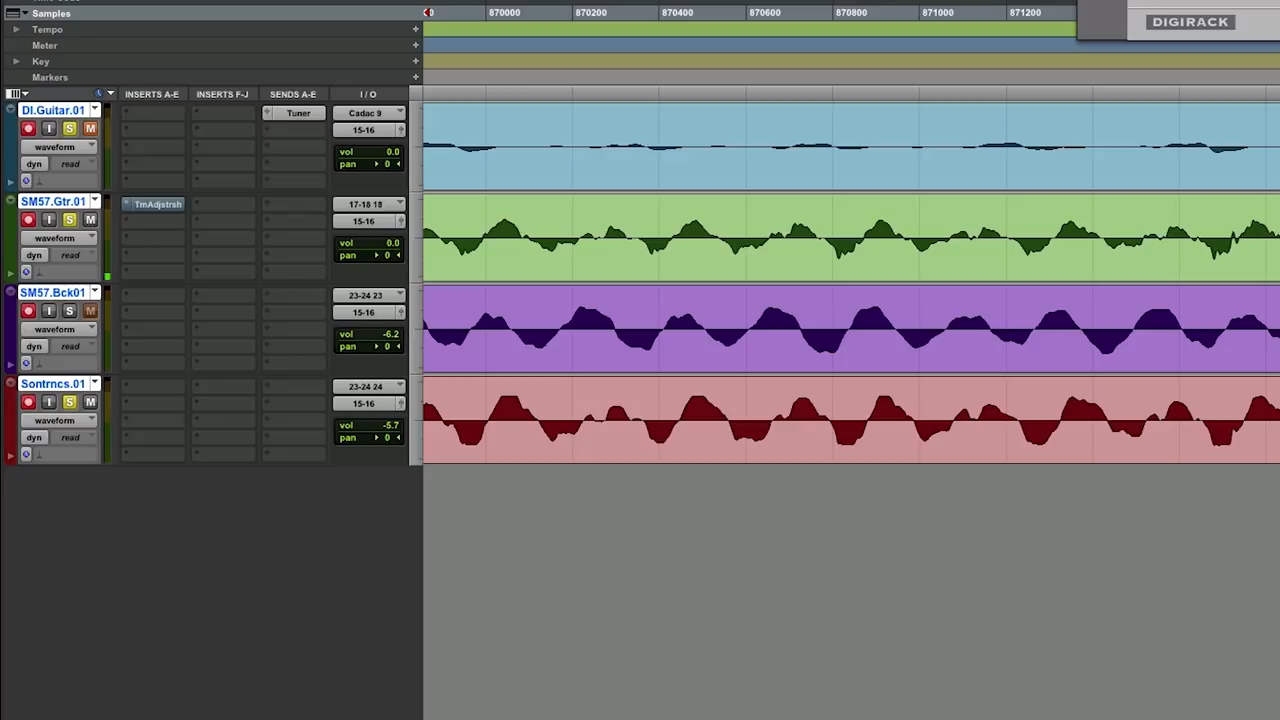 Samples
870000 870200 870400 870600 870800 871000 871200
DIGIRACK
Tempo
Meter
Key
Markers
INSERTS A-E INSERTS F-J SENDS A-E I / O
DI.Guitar.01
I S M
waveform
dyn read
Tuner
Cadac 9
15-16
vol 0.0
pan 0
SM57.Gtr.01
I S M
waveform
dyn read
TmAdjstrsh
17-18 18
15-16
vol 0.0
pan 0
SM57.Bck01
I S M
waveform
dyn read
23-24 23
15-16
vol -6.2
pan 0
Sontrncs.01
I S M
waveform
dyn read
23-24 24
15-16
vol -5.7
pan 0